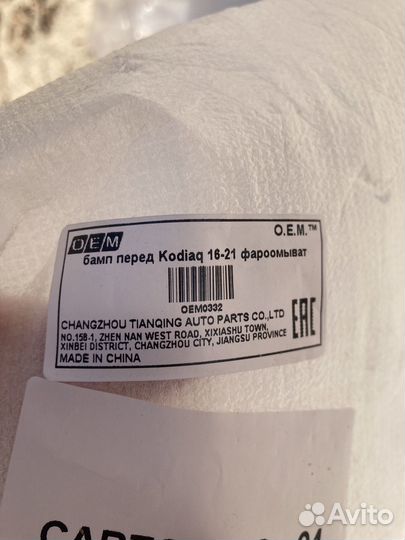 OEM
O.E.M.™
бамп перед Kodiaq 16-21 фароомыват
OEM0332
CHANGZHOU TIANQING AUTO PARTS CO.,LTD
NO.15B-1, ZHEN NAN WEST ROAD, XIXIASHU TOWN,
XINBEI DISTRICT, CHANGZHOU CITY, JIANGSU PROVINCE
MADE IN CHINA
EAC
Avito